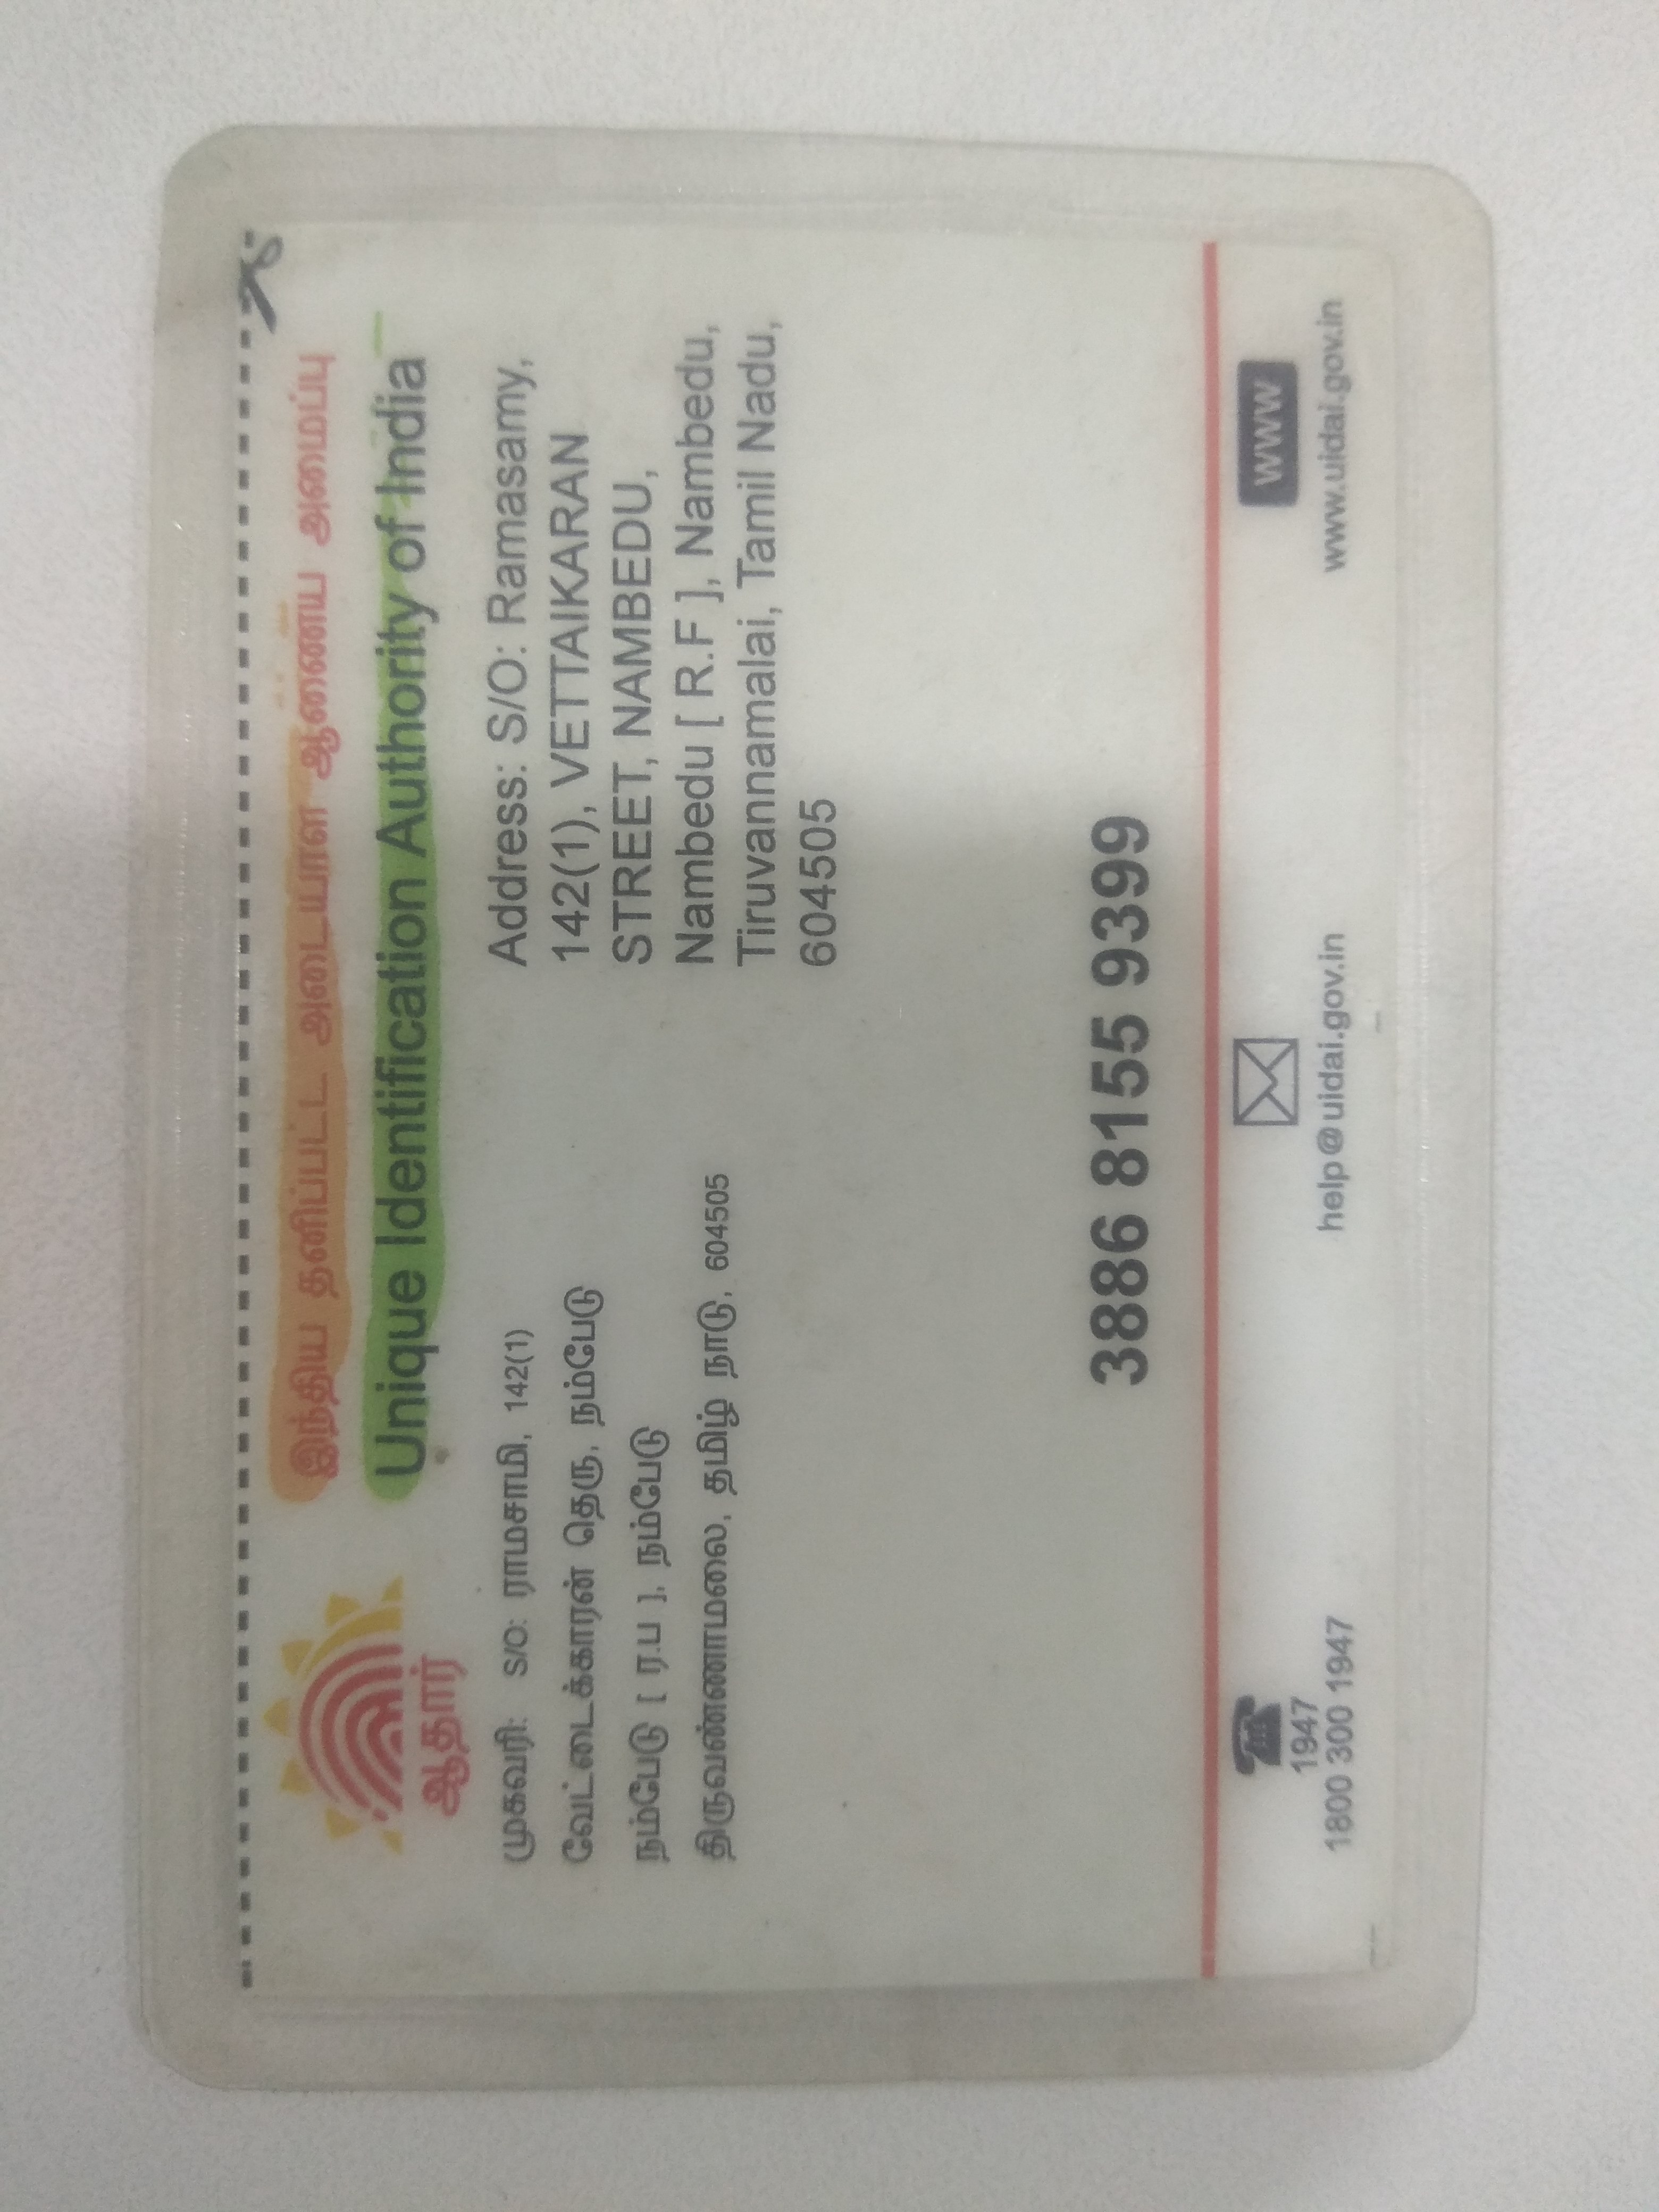 இந்திய தனிப்பட்ட அடையாள ஆணைய அமைப்பு
Unique Identification Authority of India
ஆதார்
முகவரி: S/O: ராமசாமி, 142(1)
வேட்டைக்காரன் தெரு, நம்பேடு
நம்பேடு [ ர.ப ], நம்பேடு
திருவண்ணாமலை, தமிழ் நாடு, 604505
Address: S/O: Ramasamy,
142(1), VETTAIKARAN
STREET, NAMBEDU,
Nambedu [ R.F ], Nambedu,
Tiruvannamalai, Tamil Nadu,
604505
3886 8155 9399
1947
1800 300 1947
help@uidai.gov.in
WWW
www.uidai.gov.in